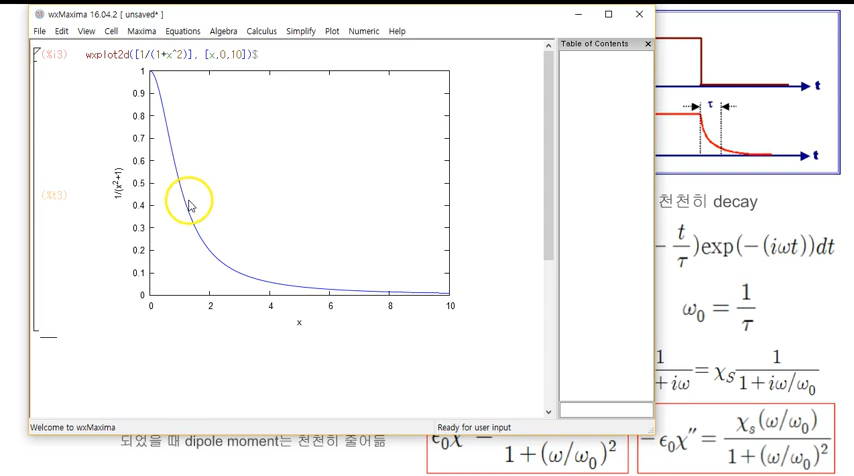 wxMaxima 16.04.2 [ unsaved* ]
File Edit View Cell Maxima Equations Algebra Calculus Simplify Plot Numeric Help
Table of Contents
(%i3) wxplot2d([1/(1+x^2)], [x,0,10])$
(%t3)
1
0.9
0.8
0.7
0.6
0.5
0.4
0.3
0.2
0.1
0
1/(x^2+1)
0 2 4 6 8 10
x
Welcome to wxMaxima
Ready for user input
t
τ
t
천천히 decay
- t/τ)exp(-(iωt))dt
ω₀ = 1/τ
= χ_S 1/(1+iω/ω₀)
되었을 때 dipole moment는 천천히 줄어듦
1+(ω/ω₀)²
-ϵ₀χ″ = χ_s(ω/ω₀)/(1+(ω/ω₀)²)